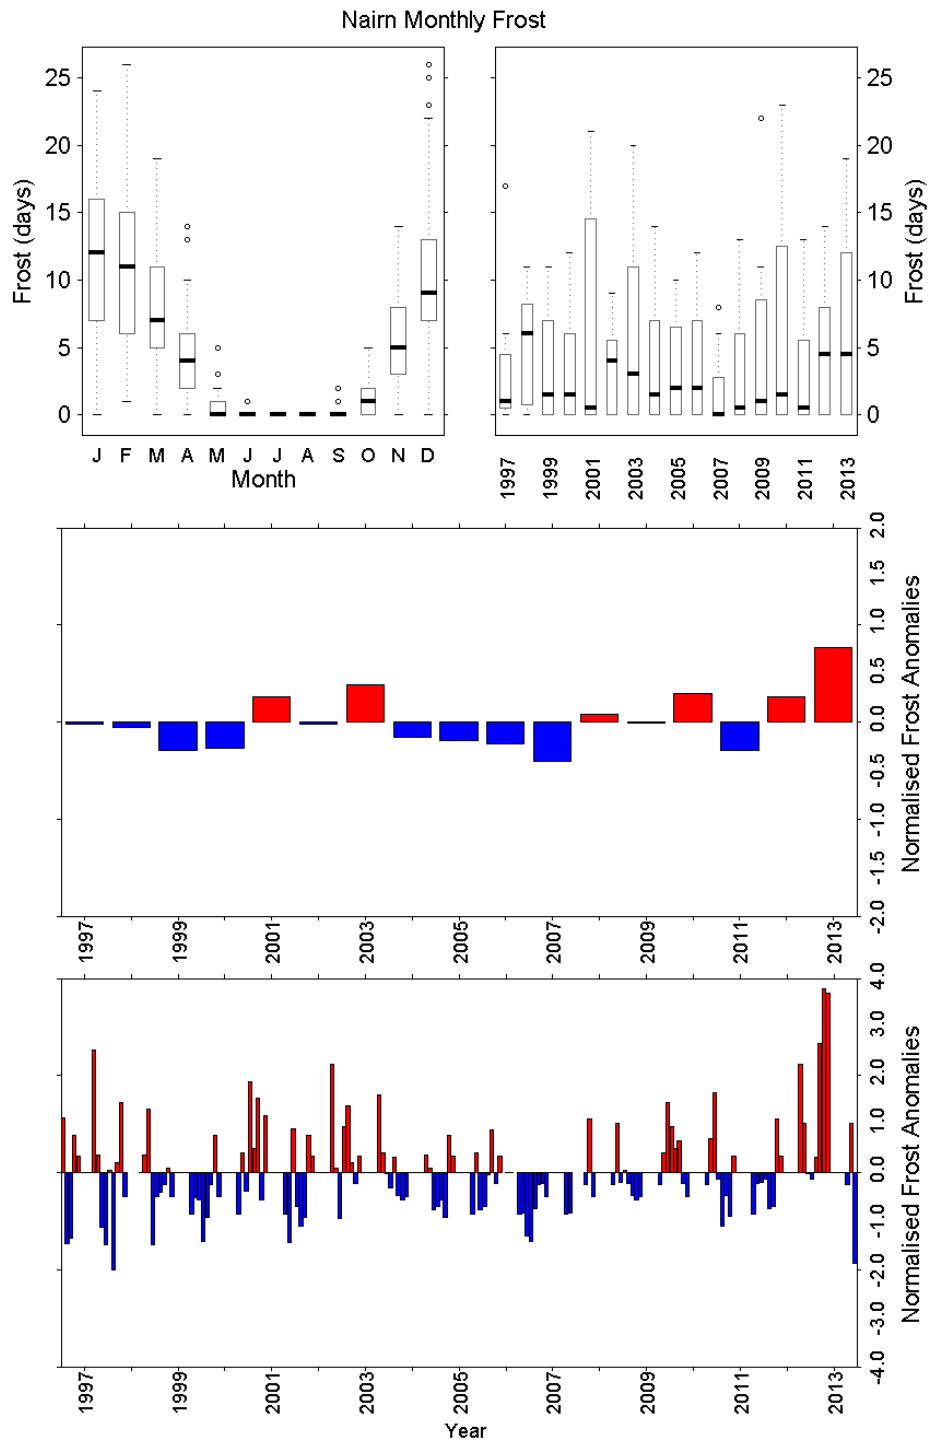 Nairn Monthly Frost
25
20
15
10
5
0
Frost (days)
J F M A M J J A S O N D
Month
25
20
15
10
5
0
Frost (days)
1997 1999 2001 2003 2005 2007 2009 2011 2013
2.0
1.5
1.0
0.5
0.0
-0.5
-1.0
-1.5
-2.0
Normalised Frost Anomalies
1997 1999 2001 2003 2005 2007 2009 2011 2013
4.0
3.0
2.0
1.0
0.0
-1.0
-2.0
-3.0
-4.0
Normalised Frost Anomalies
1997 1999 2001 2003 2005 2007 2009 2011 2013
Year